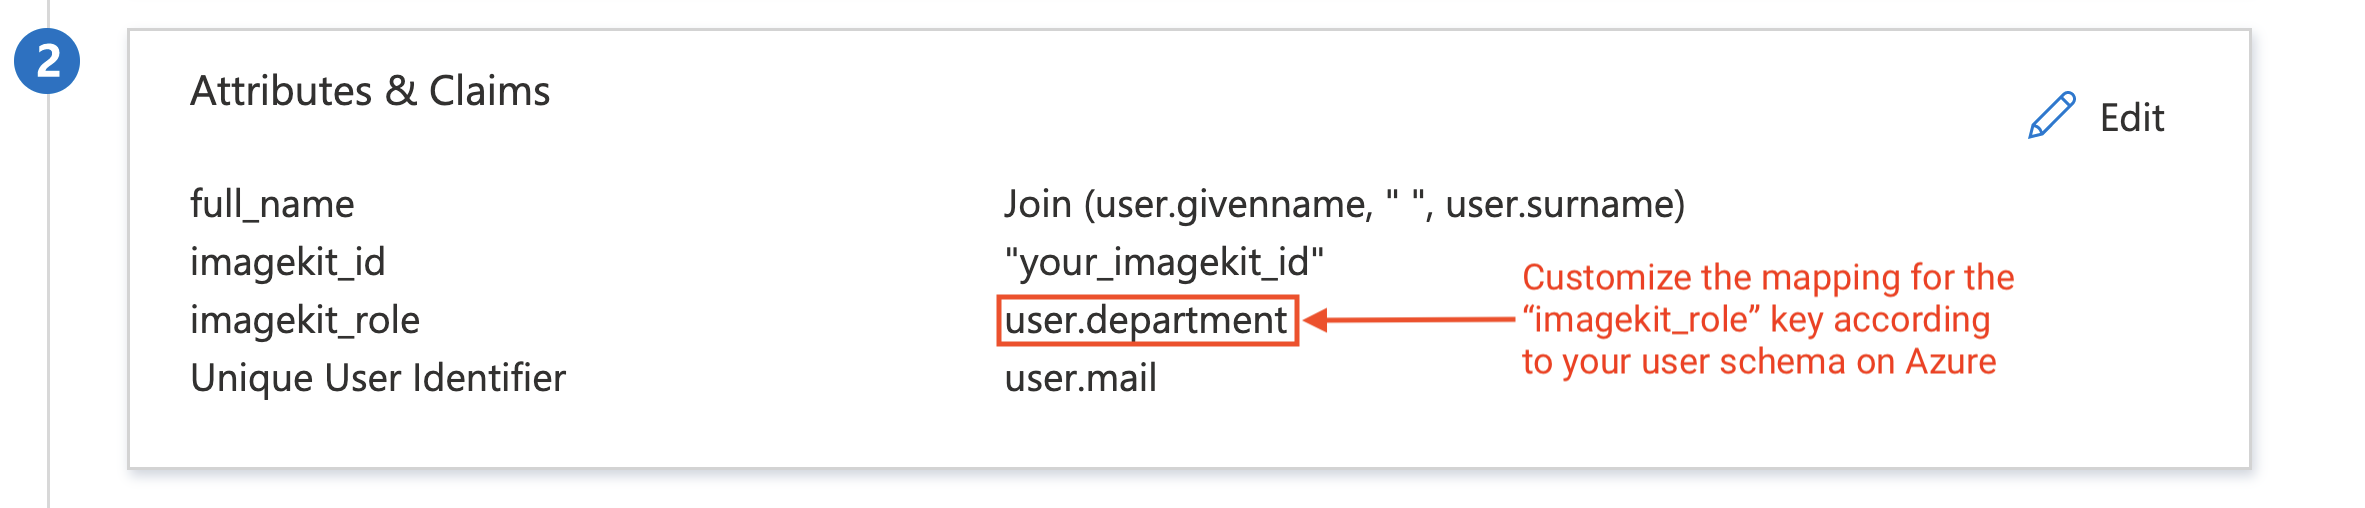 2
Attributes & Claims
Edit
full_name
Join (user.givenname, " ", user.surname)
imagekit_id
"your_imagekit_id"
imagekit_role
user.department
Unique User Identifier
user.mail
Customize the mapping for the
“imagekit_role” key according
to your user schema on Azure